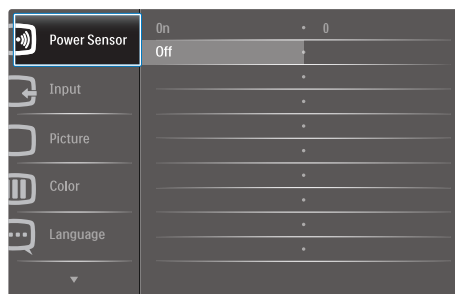 Power Sensor
On 0
Off
Input
Picture
Color
Language